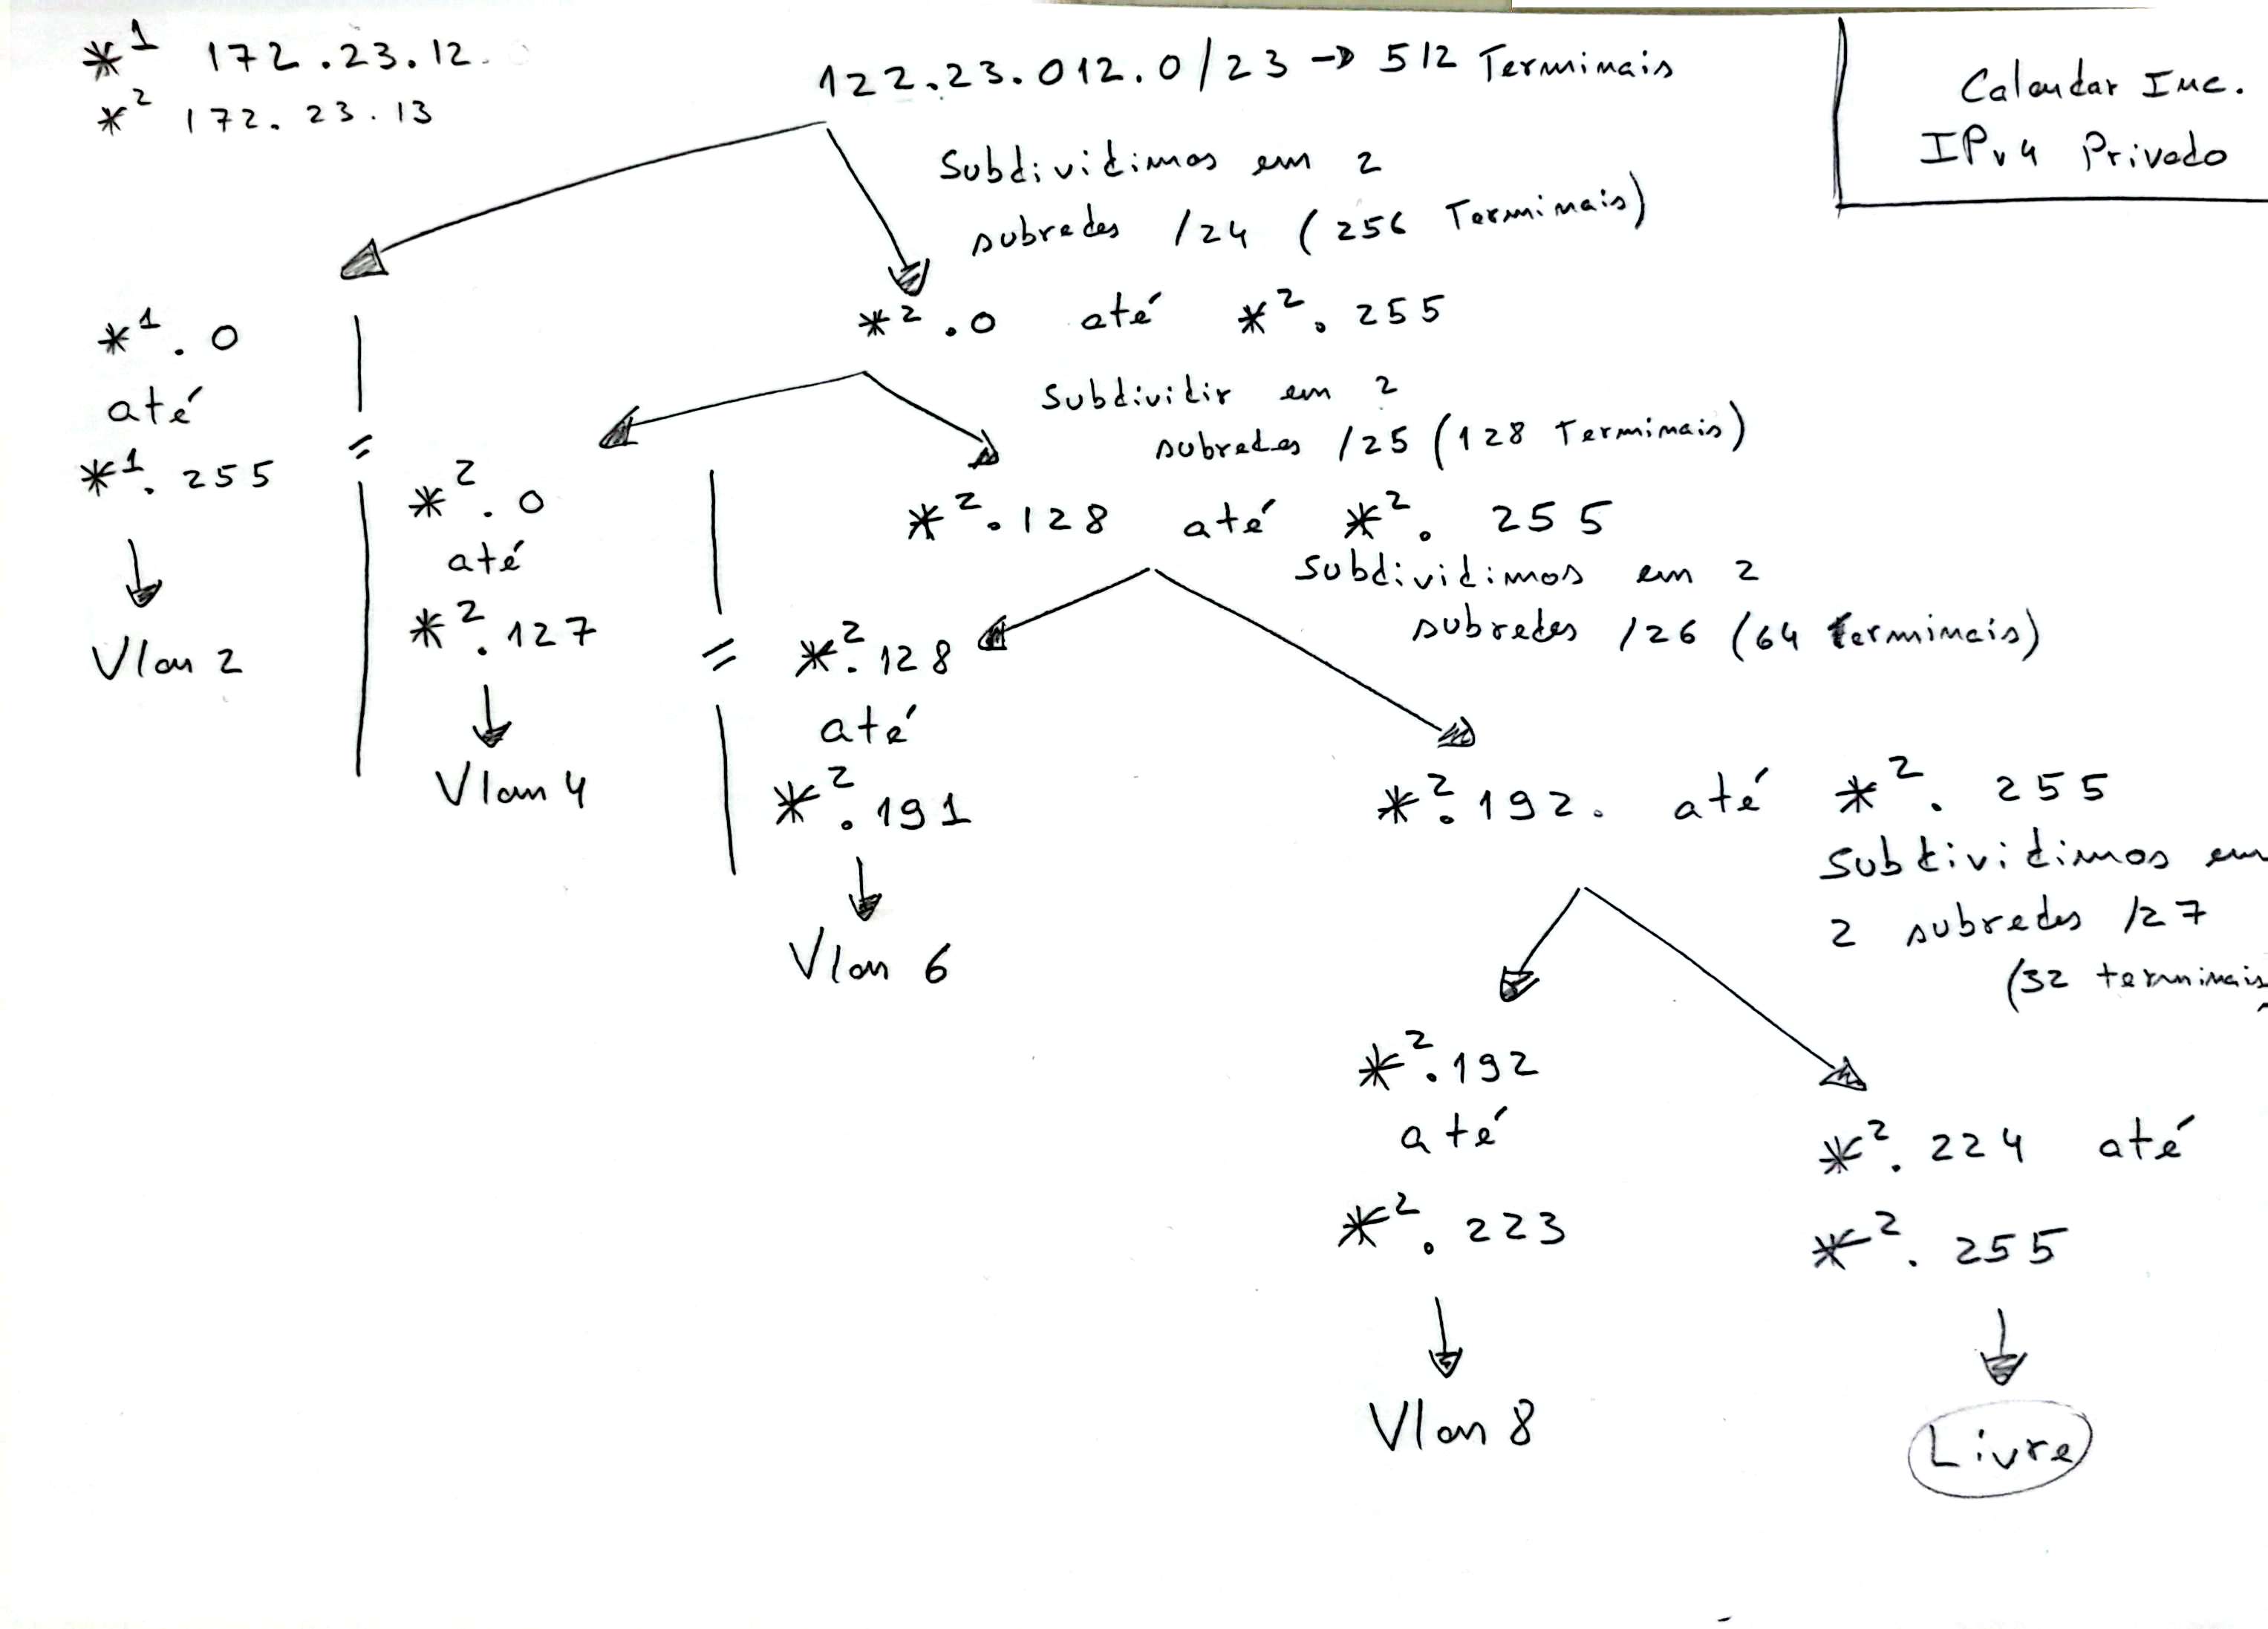 *1 172.23.12.
*2 172.23.13
122.23.012.0/23 → 512 Terminais
Calendar Inc.
IPv4 Privado
Subdividimos em 2
subredes /24 (256 Terminais)
*1.0
até
*1.255
Vlan 2
*2.0 até *2.255
Subdividir em 2
subredes /25 (128 Terminais)
*2.0
até
*2.127
Vlan 4
*2.128 até *2.255
Subdividimos em 2
subredes /26 (64 terminais)
*2.128
até
*2.191
Vlan 6
*2.192. até *2.255
Subdividimos em
2 subredes /27
(32 terminais
*2.192
até
*2.223
Vlan 8
*2.224 até
*2.255
Livre